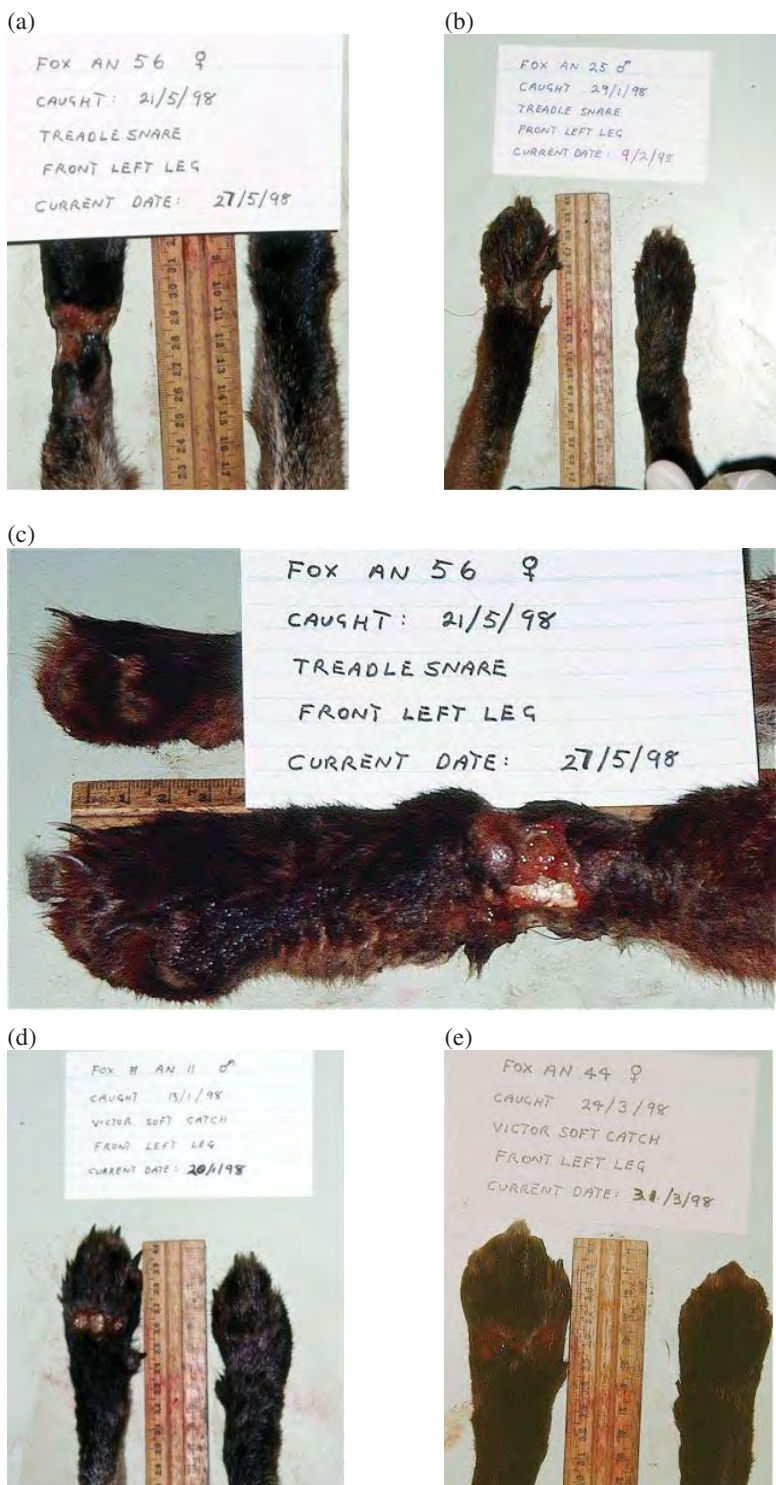 (a)
FOX AN 56 ♀
CAUGHT: 21/5/98
TREADLE SNARE
FRONT LEFT LEG
CURRENT DATE: 27/5/98
(b)
FOX AN 25 ♂
CAUGHT 29/1/98
TREADLE SNARE
FRONT LEFT LEG
CURRENT DATE: 9/2/98
(c)
FOX AN 56 ♀
CAUGHT: 21/5/98
TREADLE SNARE
FRONT LEFT LEG
CURRENT DATE: 27/5/98
(d)
FOX # AN 11 ♂
CAUGHT 13/1/98
VICTOR SOFT CATCH
FRONT LEFT LEG
CURRENT DATE: 20/1/98
(e)
FOX AN 44 ♀
CAUGHT 24/3/98
VICTOR SOFT CATCH
FRONT LEFT LEG
CURRENT DATE: 31/3/98